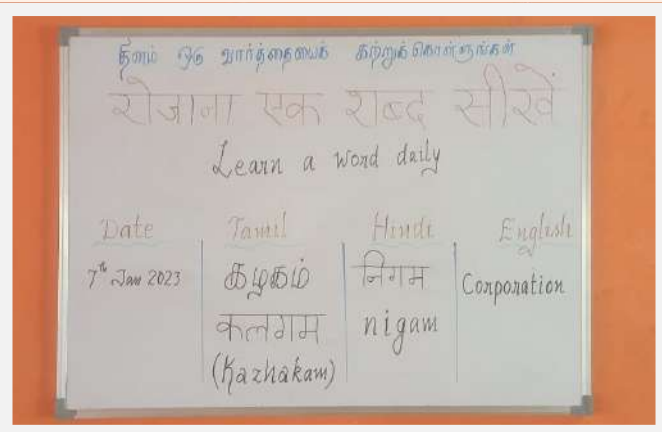 தினம் ஒரு வார்த்தையைக் கற்றுக்கொள்ளுங்கள்
रोजाना एक शब्द सीखें
Learn a word daily
Date Tamil Hindi English
7th Jan 2023 கழகம் निगम Corporation
कलगम nigam
(Kazhakam)